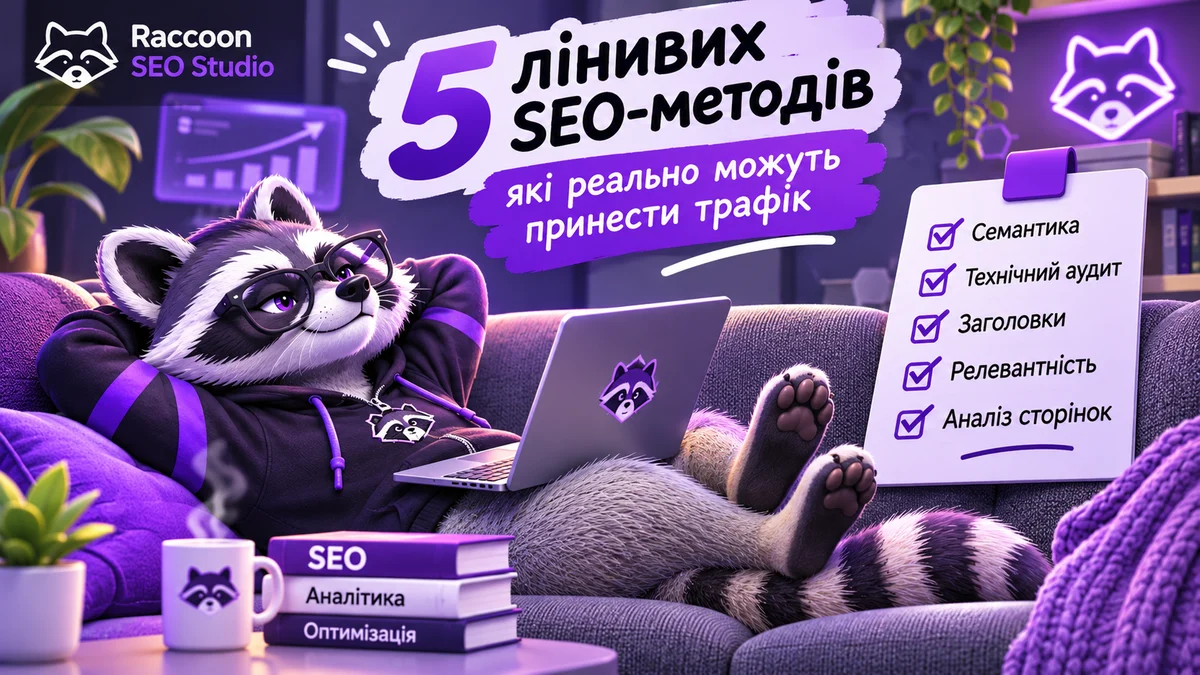 Raccoon
SEO Studio
5 лінивих
SEO-методів
які реально можуть
принести трафік
Семантика
Технічний аудит
Заголовки
Релевантність
Аналіз сторінок
SEO
Аналітика
Оптимізація